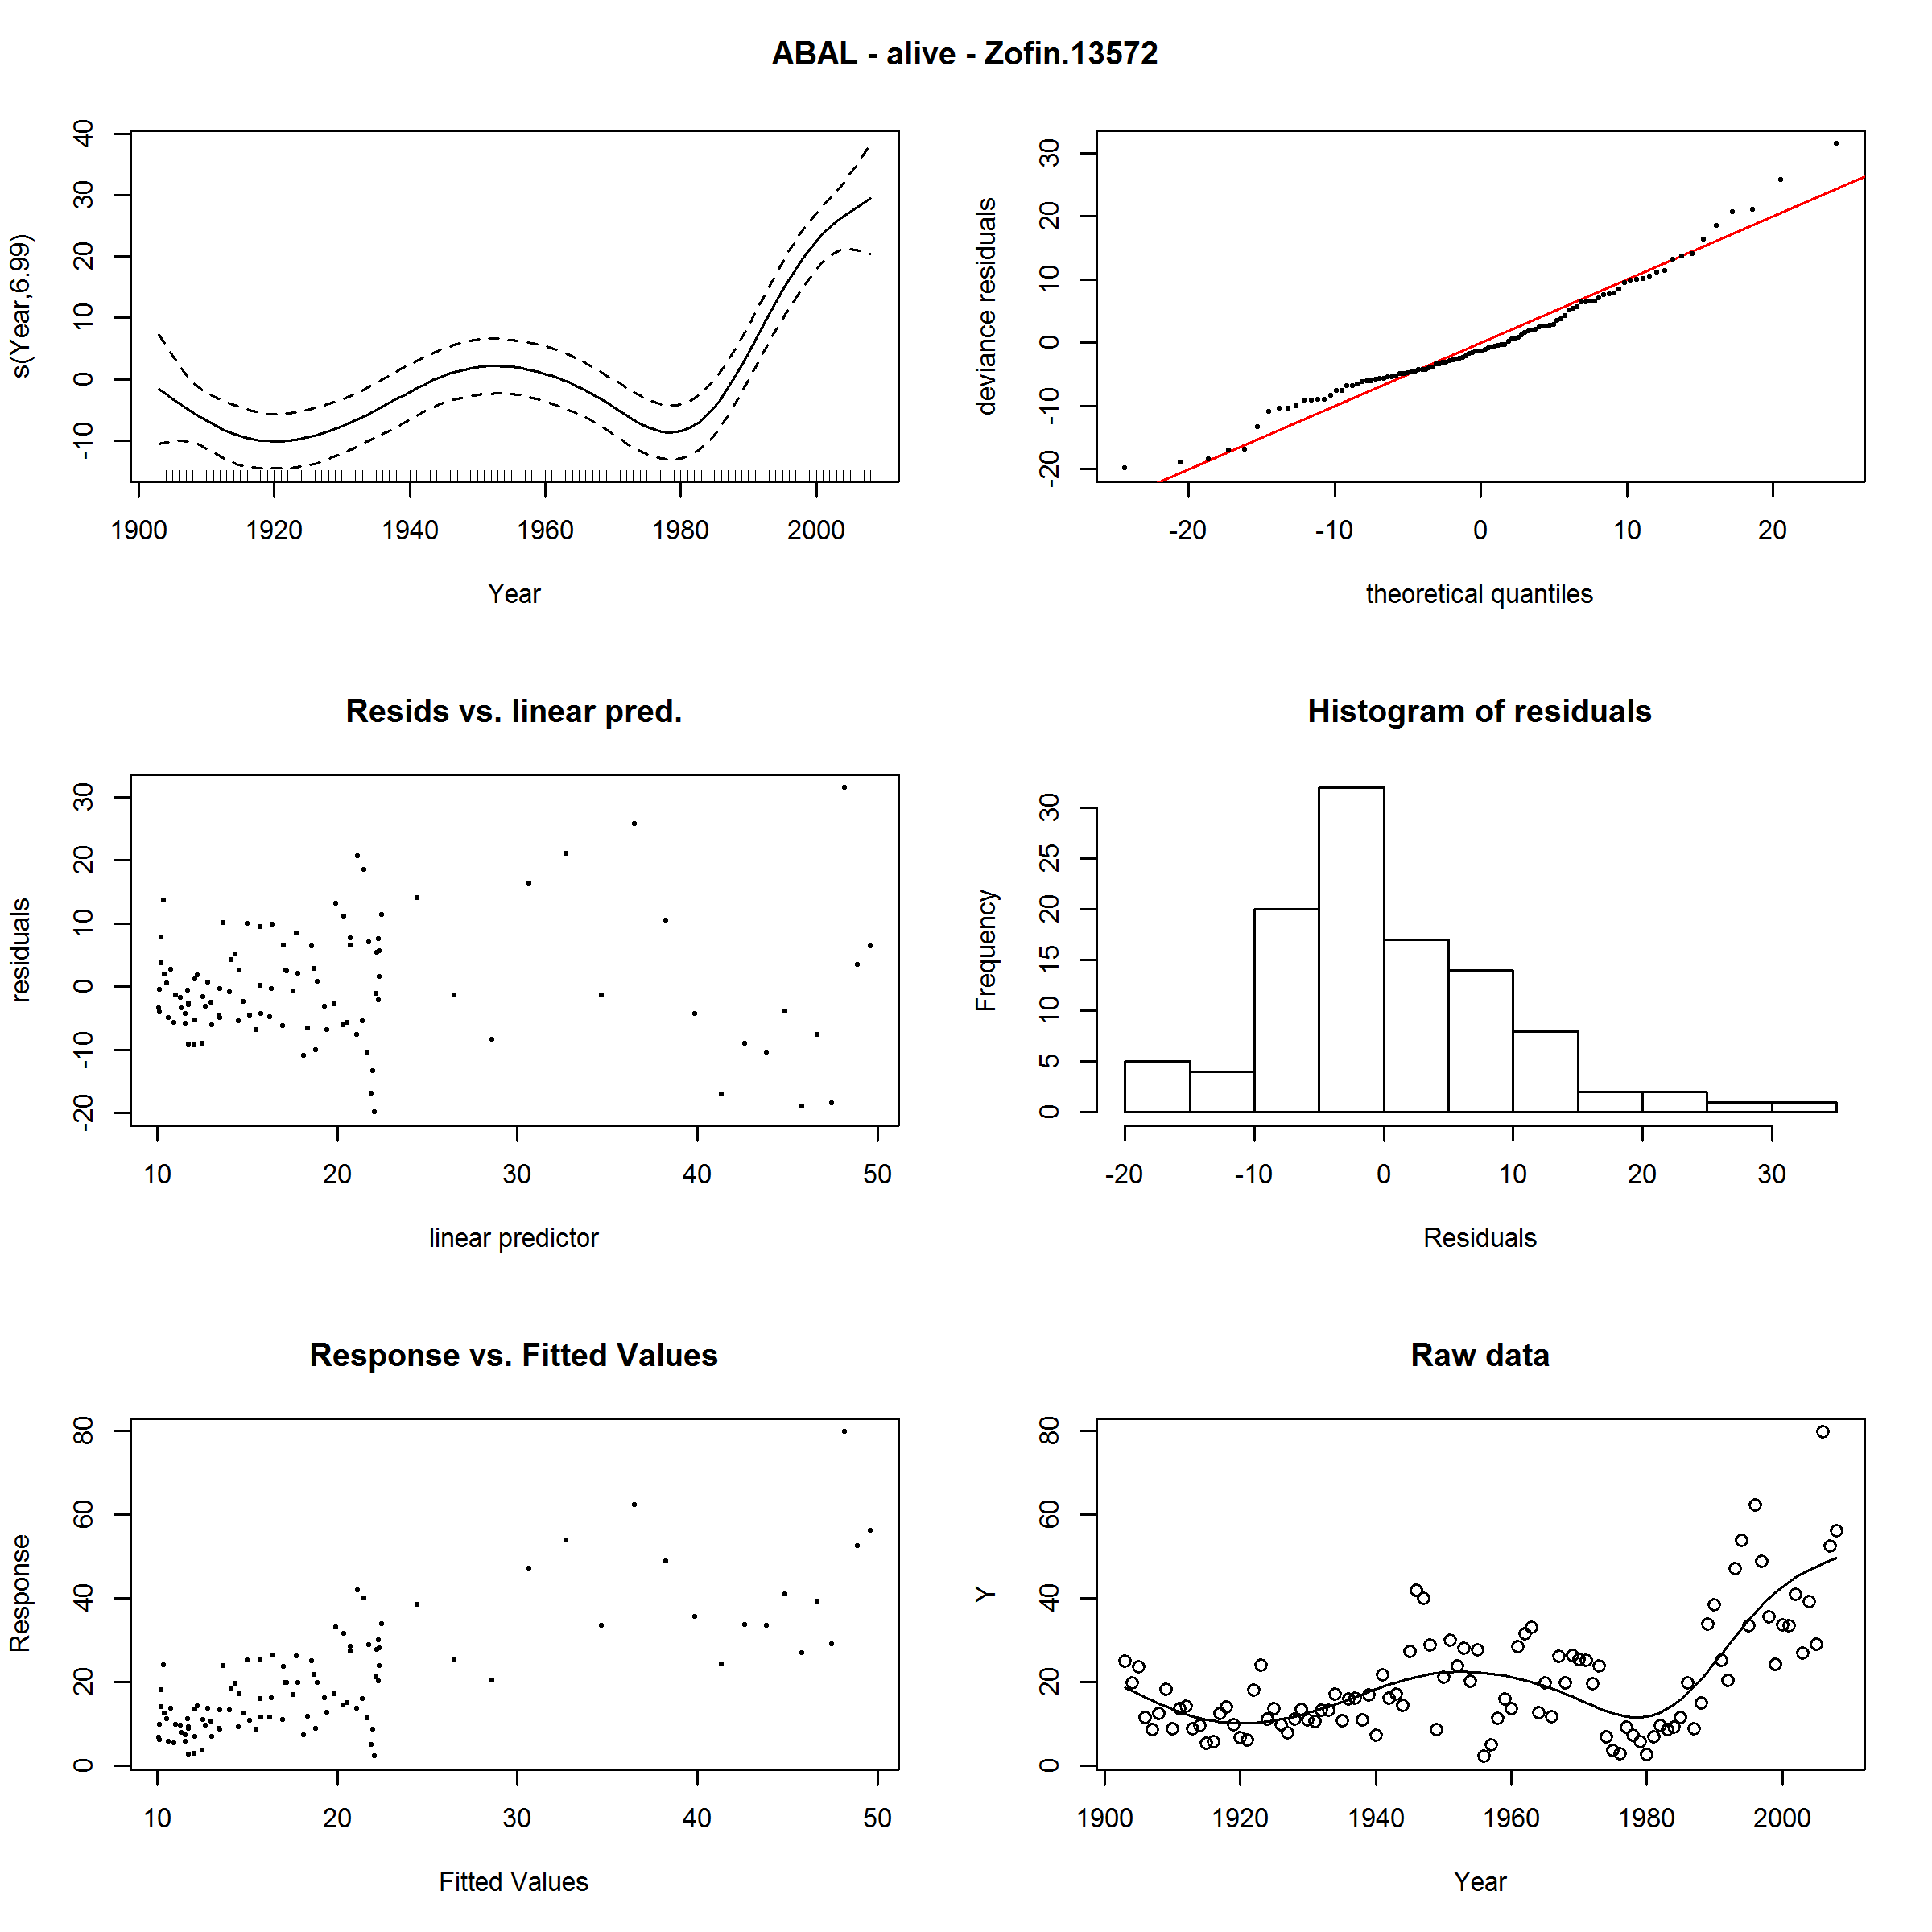 ABAL - alive - Zofin.13572
s(Year,6.99)
-10 0 10 20 30 40
1900 1920 1940 1960 1980 2000
Year
deviance residuals
-20 -10 0 10 20 30
-20 -10 0 10 20
theoretical quantiles
Resids vs. linear pred.
residuals
-20 -10 0 10 20 30
10 20 30 40 50
linear predictor
Histogram of residuals
Frequency
0 5 10 15 20 25 30
-20 -10 0 10 20 30
Residuals
Response vs. Fitted Values
Response
0 20 40 60 80
10 20 30 40 50
Fitted Values
Raw data
Y
0 20 40 60 80
1900 1920 1940 1960 1980 2000
Year